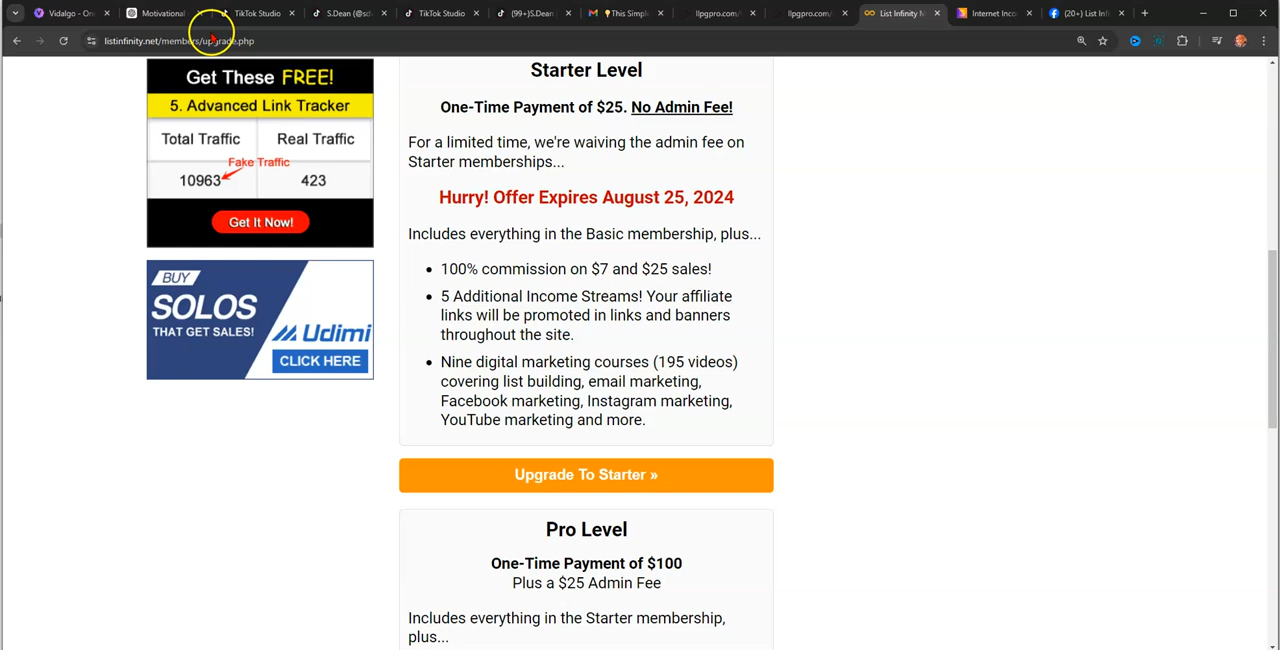 Vidalgo - On
Motivational
TikTok Studio
S.Dean (@sd
TikTok Studio
(99+)S.Dean
This Simple
llpgpro.com/
llpgpro.com/
List Infinity M
Internet Inco
(20+) List Inf
listinfinity.net/members/upgrade.php
Get These FREE!
5. Advanced Link Tracker
Total Traffic
Real Traffic
Fake Traffic
10963
423
Get It Now!
BUY
SOLOS
THAT GET SALES!
Udimi
CLICK HERE
Starter Level
One-Time Payment of $25. No Admin Fee!
For a limited time, we're waiving the admin fee on
Starter memberships...
Hurry! Offer Expires August 25, 2024
Includes everything in the Basic membership, plus...
• 100% commission on $7 and $25 sales!
• 5 Additional Income Streams! Your affiliate
links will be promoted in links and banners
throughout the site.
• Nine digital marketing courses (195 videos)
covering list building, email marketing,
Facebook marketing, Instagram marketing,
YouTube marketing and more.
Upgrade To Starter »
Pro Level
One-Time Payment of $100
Plus a $25 Admin Fee
Includes everything in the Starter membership,
plus...